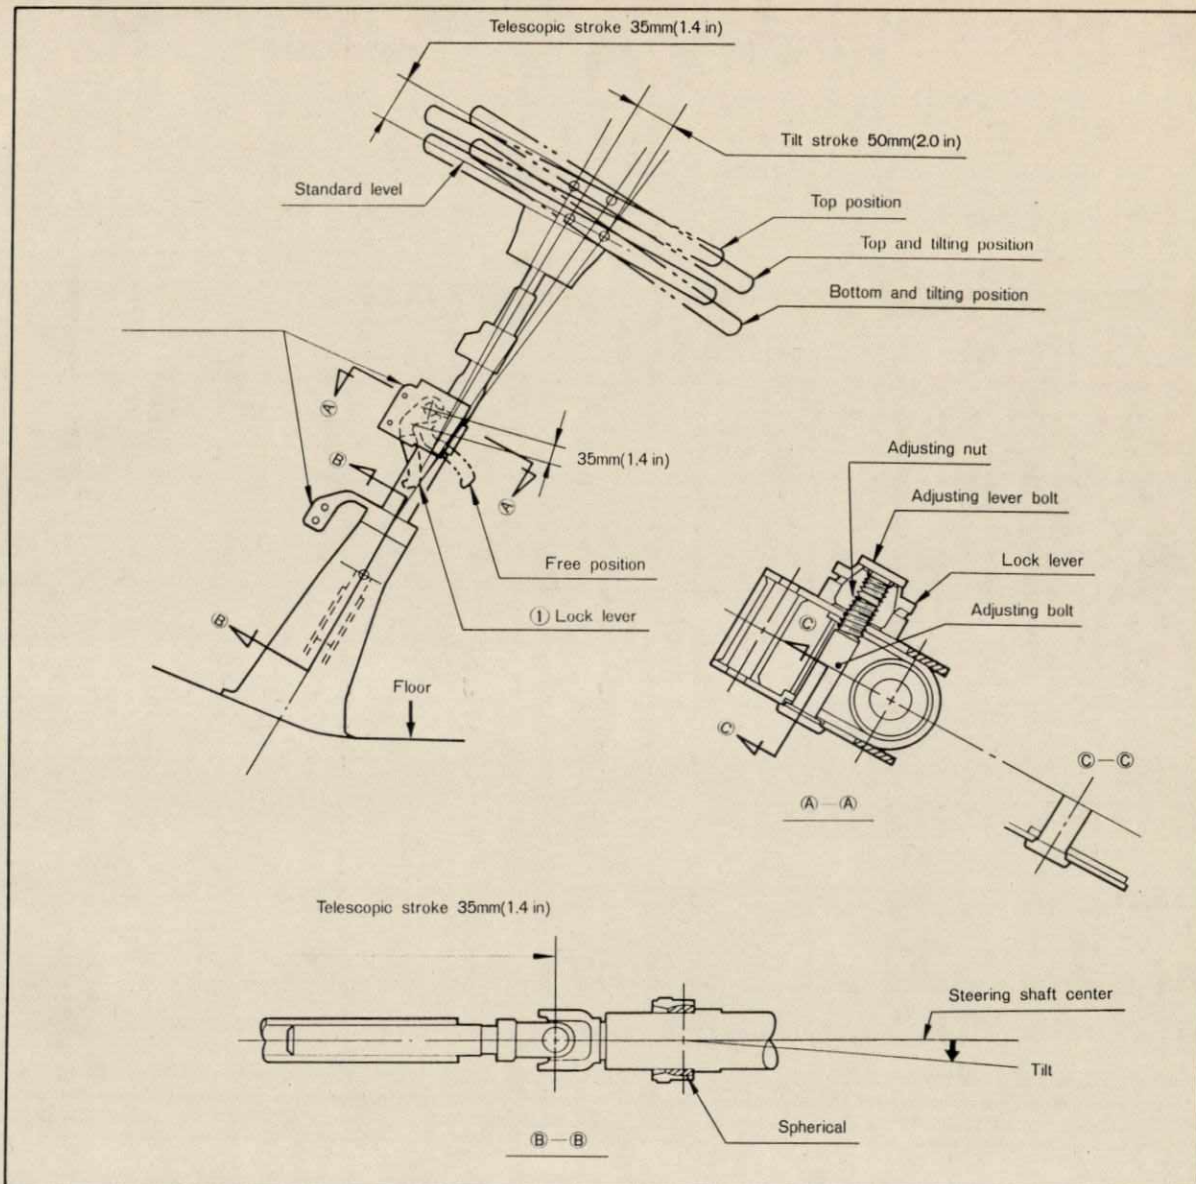 Telescopic stroke 35mm(1.4 in)
Tilt stroke 50mm(2.0 in)
Standard level
Top position
Top and tilting position
Bottom and tilting position
Ⓐ
Ⓑ
35mm(1.4 in)
Ⓐ
Free position
① Lock lever
Ⓑ
Floor
Adjusting nut
Adjusting lever bolt
Lock lever
Adjusting bolt
Ⓒ
Ⓒ
Ⓒ—Ⓒ
Ⓐ—Ⓐ
Telescopic stroke 35mm(1.4 in)
Steering shaft center
Tilt
Spherical
Ⓑ—Ⓑ